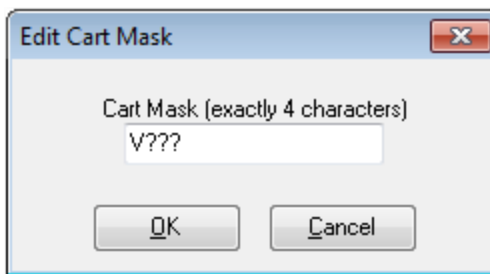 Edit Cart Mask
Cart Mask (exactly 4 characters)
V???
OK
Cancel